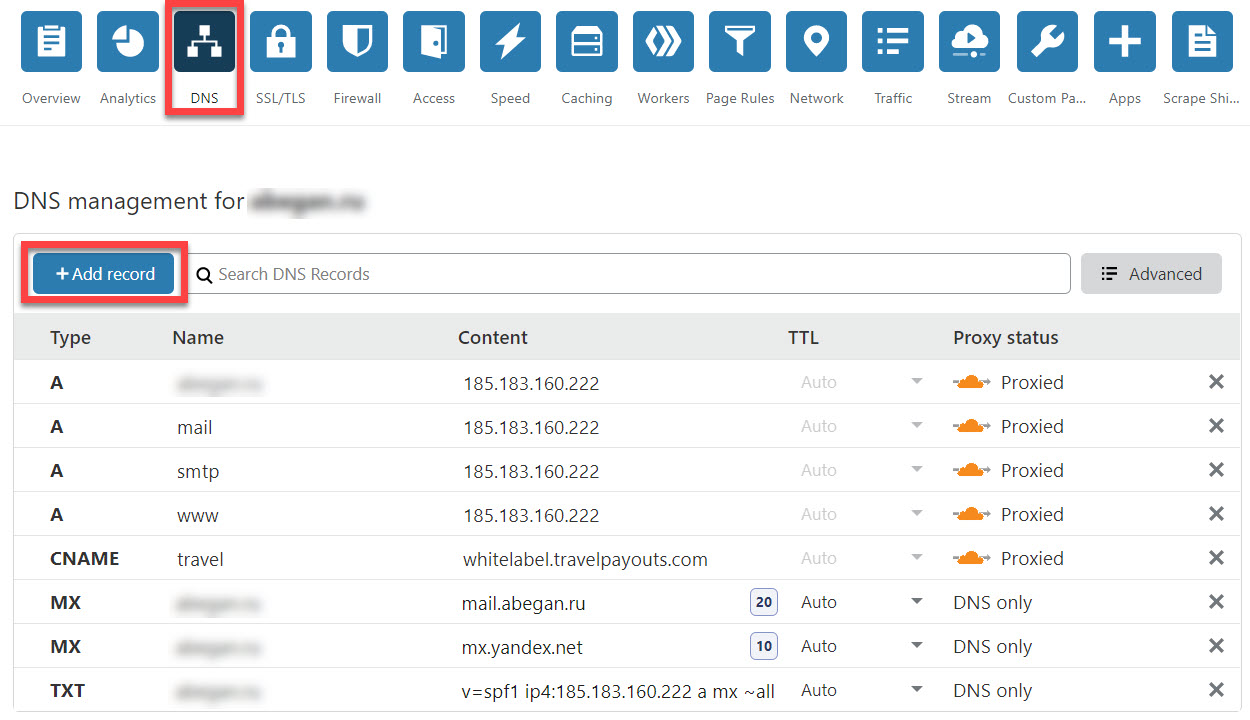 Overview Analytics DNS SSL/TLS Firewall Access Speed Caching Workers Page Rules Network Traffic Stream Custom Pa... Apps Scrape Shi...
DNS management for
+ Add record Search DNS Records Advanced
Type Name Content TTL Proxy status
A 185.183.160.222 Auto Proxied
A mail 185.183.160.222 Auto Proxied
A smtp 185.183.160.222 Auto Proxied
A www 185.183.160.222 Auto Proxied
CNAME travel whitelabel.travelpayouts.com Auto Proxied
MX mail.abegan.ru 20 Auto DNS only
MX mx.yandex.net 10 Auto DNS only
TXT v=spf1 ip4:185.183.160.222 a mx ~all Auto DNS only